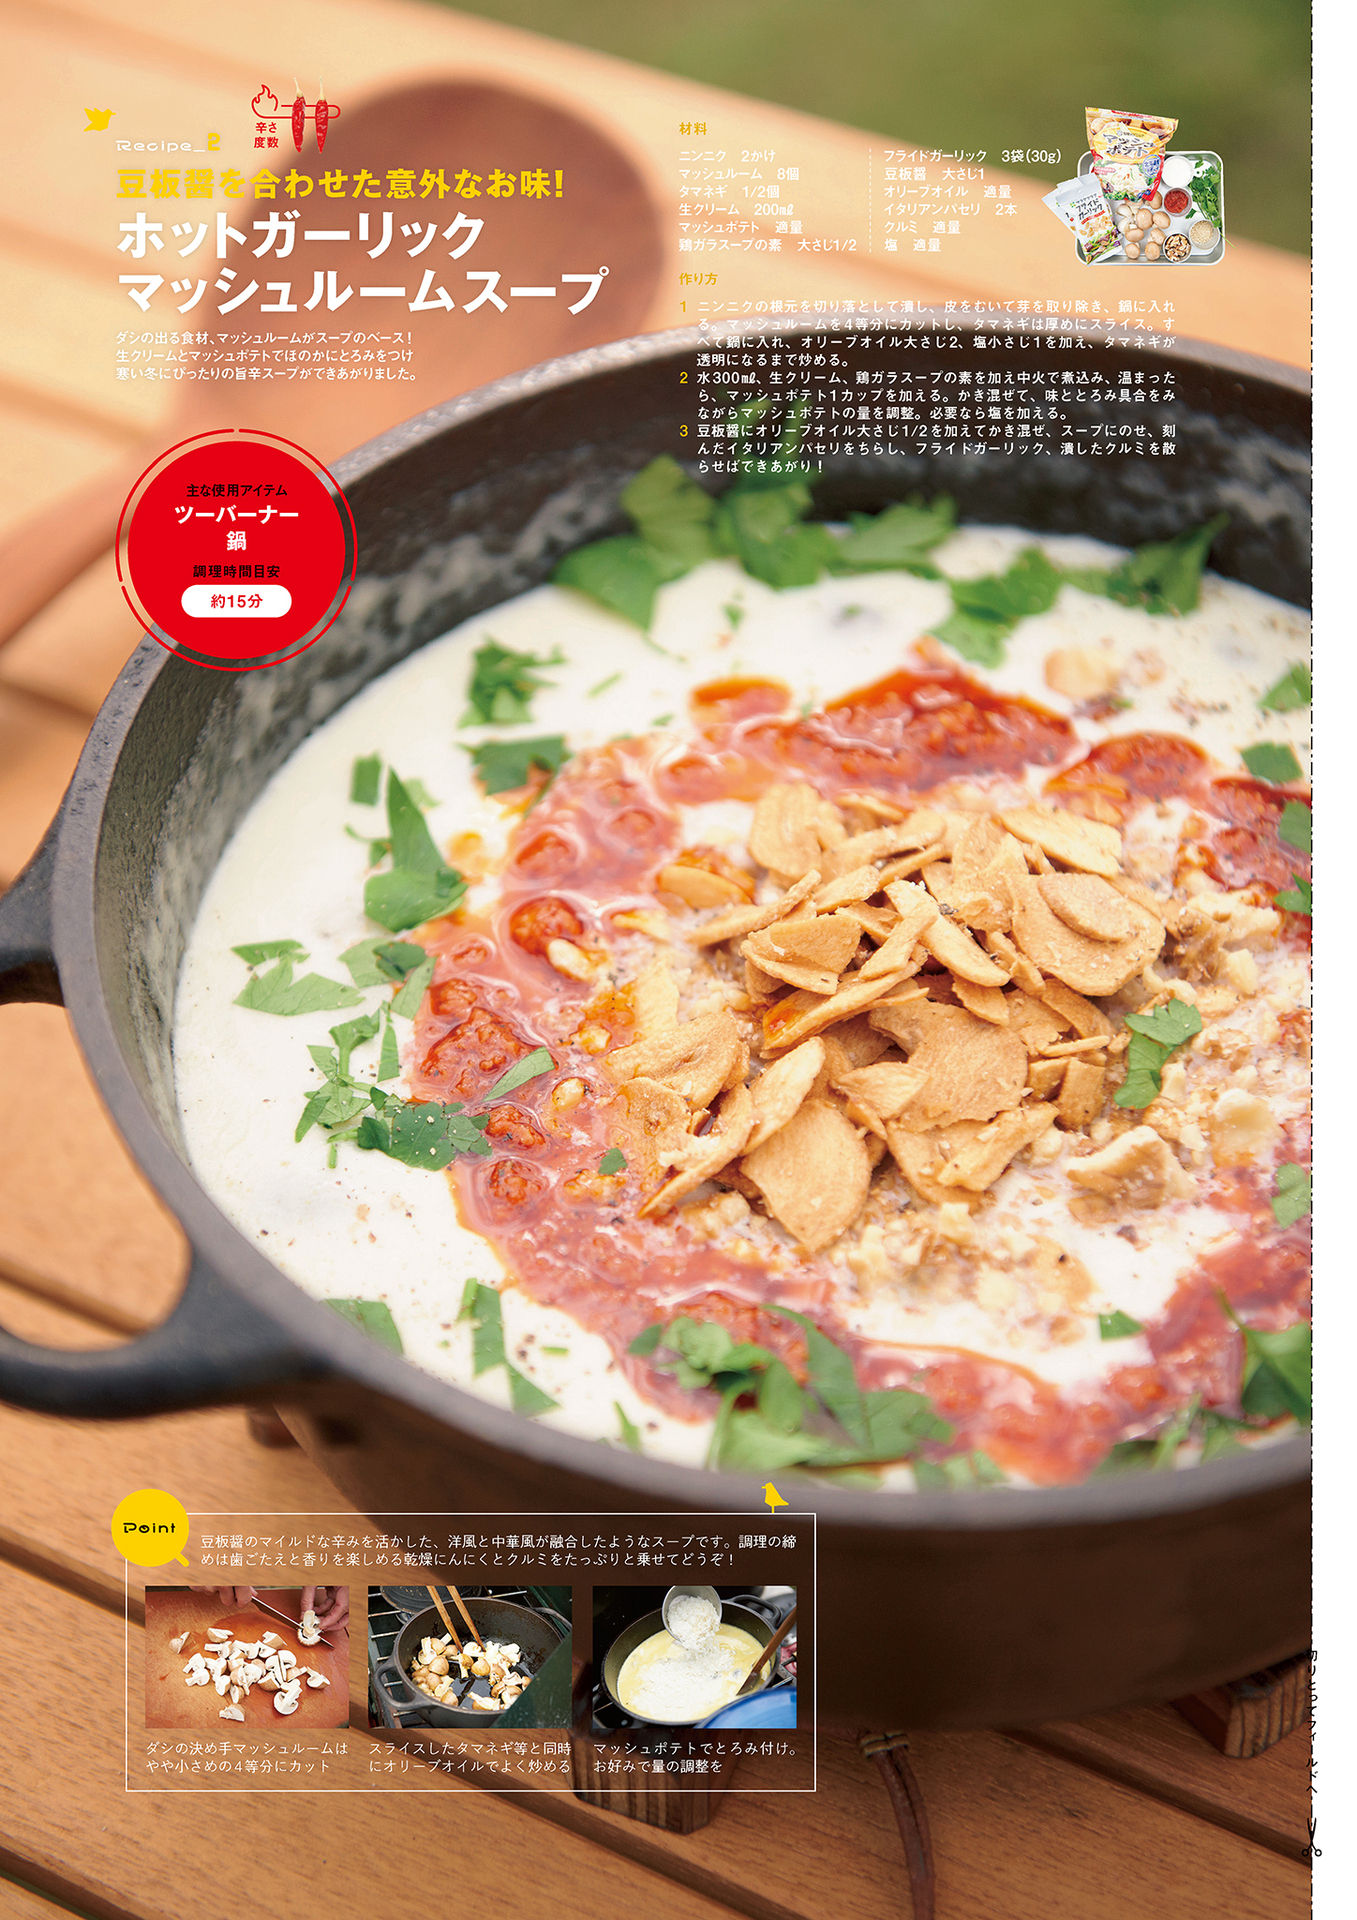 Recipe_2
辛さ
度数
豆板醤を合わせた意外なお味!
ホットガーリック
マッシュルームスープ
ダシの出る食材、マッシュルームがスープのベース！
生クリームとマッシュポテトでほのかにとろみをつけ
寒い冬にぴったりの旨辛スープができあがりました。
主な使用アイテム
ツーバーナー
鍋
調理時間目安
約15分
材料
ニンニク　2かけ
マッシュルーム　8個
タマネギ　1/2個
生クリーム　200㎖
マッシュポテト　適量
鶏ガラスープの素　大さじ1/2
フライドガーリック　3袋(30g)
豆板醤　大さじ1
オリーブオイル　適量
イタリアンパセリ　2本
クルミ　適量
塩　適量
マッシュ
ポテト
フライド
ガーリック
作り方
1 ニンニクの根元を切り落として潰し、皮をむいて芽を取り除き、鍋に入れ
る。マッシュルームを4等分にカットし、タマネギは厚めにスライス。す
べて鍋に入れ、オリーブオイル大さじ2、塩小さじ1を加え、タマネギが
透明になるまで炒める。
2 水300㎖、生クリーム、鶏ガラスープの素を加え中火で煮込み、温まった
ら、マッシュポテト1カップを加える。かき混ぜて、味ととろみ具合をみ
ながらマッシュポテトの量を調整。必要なら塩を加える。
3 豆板醤にオリーブオイル大さじ1/2を加えてかき混ぜ、スープにのせ、刻
んだイタリアンパセリをちらし、フライドガーリック、潰したクルミを散
らせばできあがり！
Point
豆板醤のマイルドな辛みを活かした、洋風と中華風が融合したようなスープです。調理の締
めは歯ごたえと香りを楽しめる乾燥にんにくとクルミをたっぷりと乗せてどうぞ！
ダシの決め手マッシュルームは
やや小さめの4等分にカット
スライスしたタマネギ等と同時
にオリーブオイルでよく炒める
マッシュポテトでとろみ付け。
お好みで量の調整を